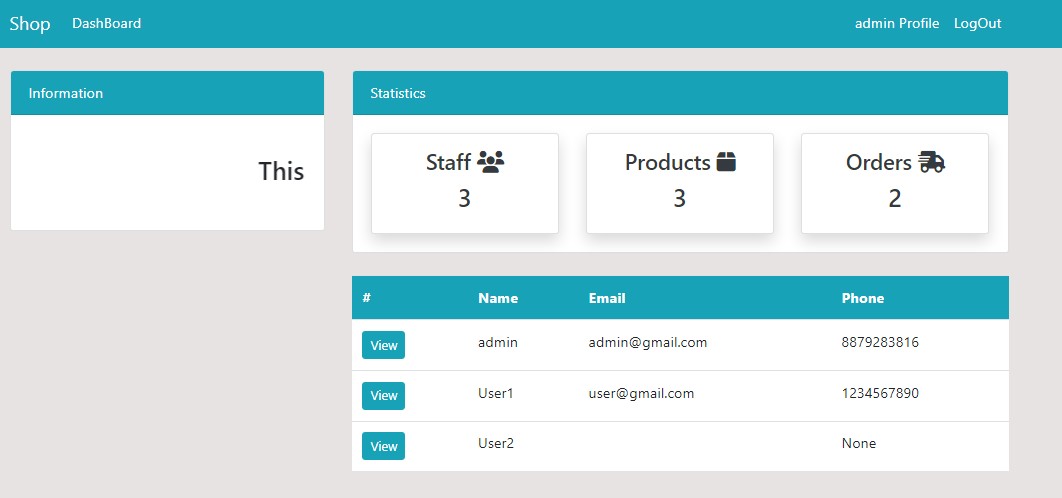 Shop DashBoard admin Profile LogOut
Information
This
Statistics
Staff Products Orders
3 3 2
# Name Email Phone
View admin admin@gmail.com 8879283816
View User1 user@gmail.com 1234567890
View User2 None